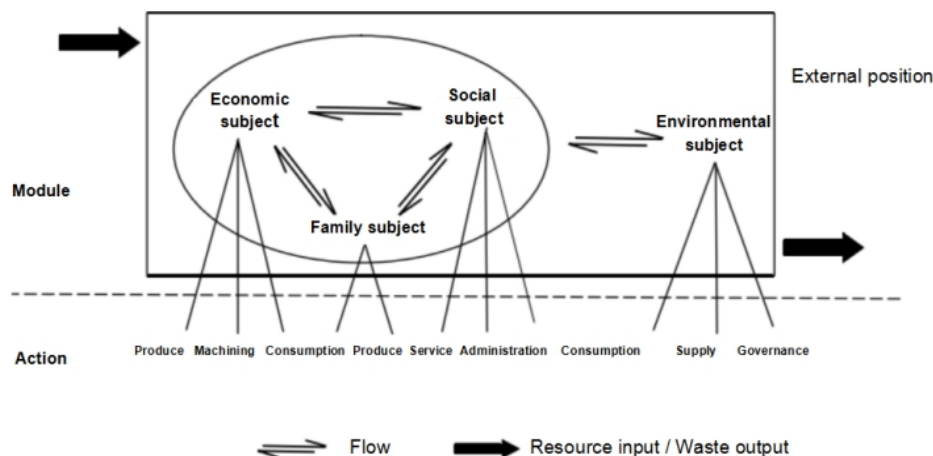 External position
Economic
subject
Social
subject
Environmental
subject
Module
Family subject
Action
Produce Machining Consumption Produce Service Administration Consumption Supply Governance
Flow
Resource input / Waste output